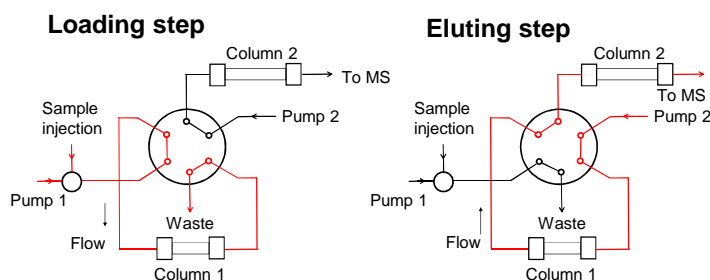 Loading step
Column 2
To MS
Sample
injection
Pump 2
Pump 1
Waste
Flow
Column 1
Eluting step
Column 2
To MS
Sample
injection
Pump 2
Pump 1
Waste
Flow
Column 1